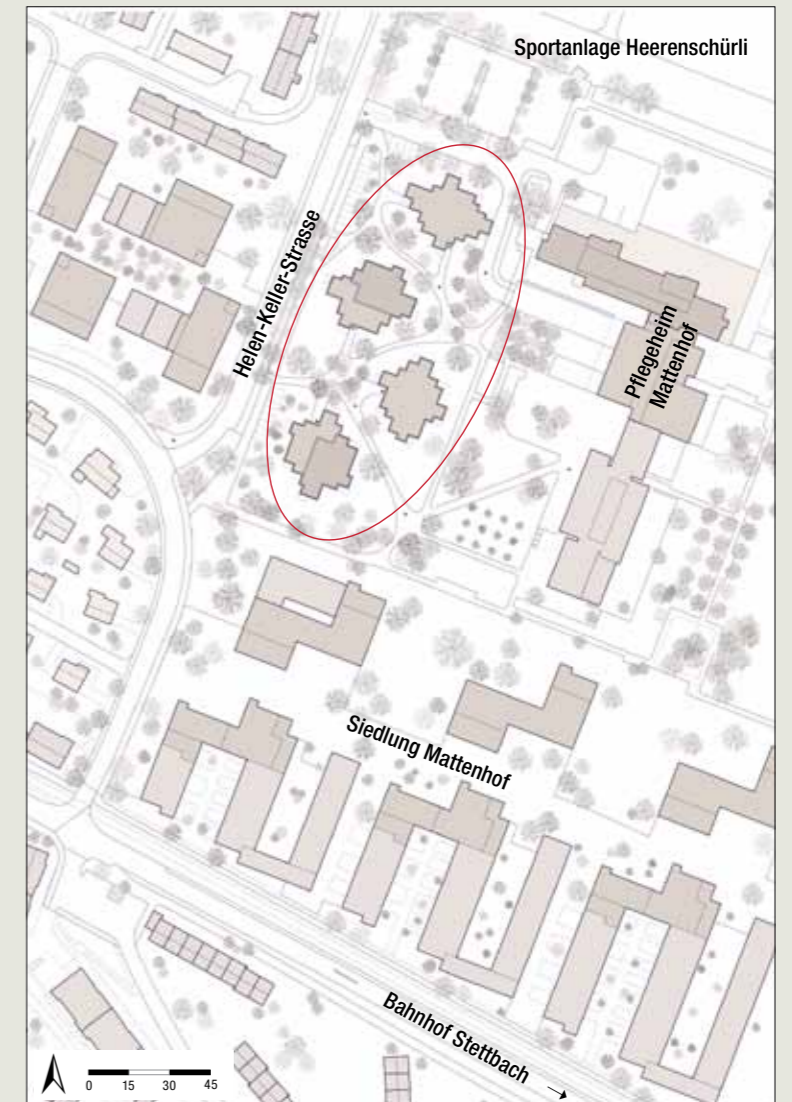 Sportanlage Heerenschürli
Helen-Keller-Strasse
Pflegeheim
Mattenhof
Siedlung Mattenhof
Bahnhof Stettbach →
0 15 30 45